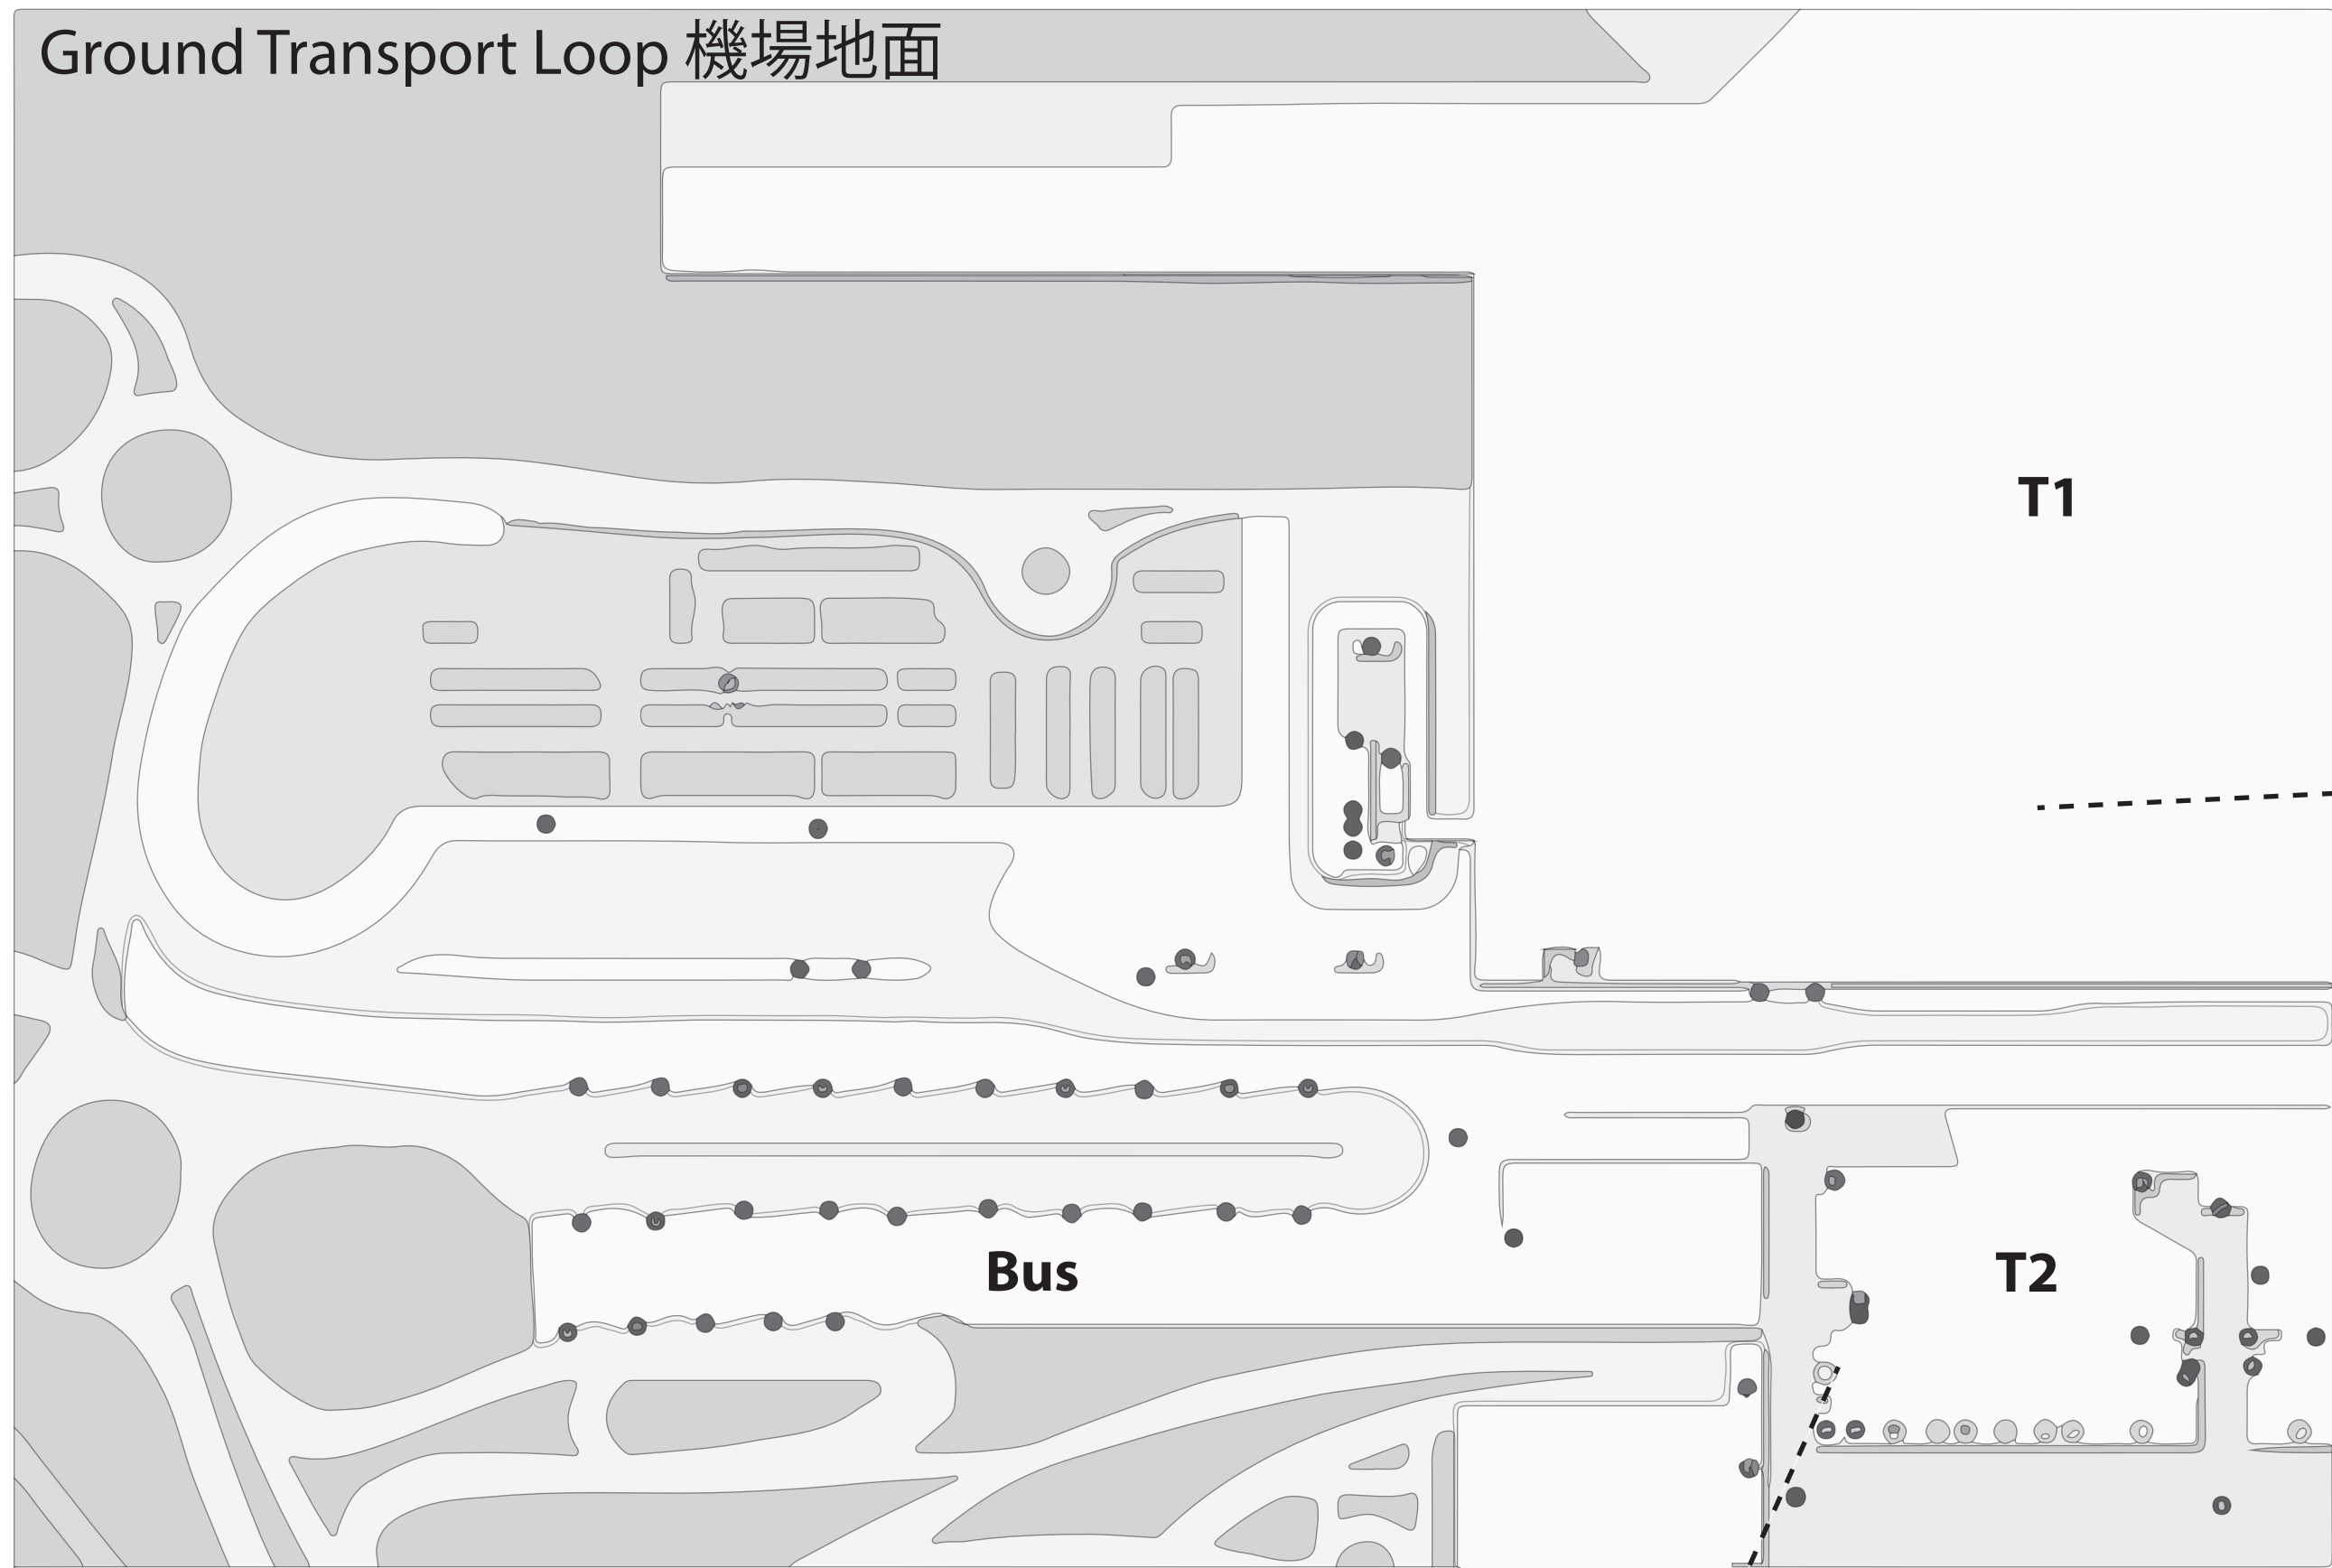 Ground Transport Loop 機場地面
T1
Bus
T2